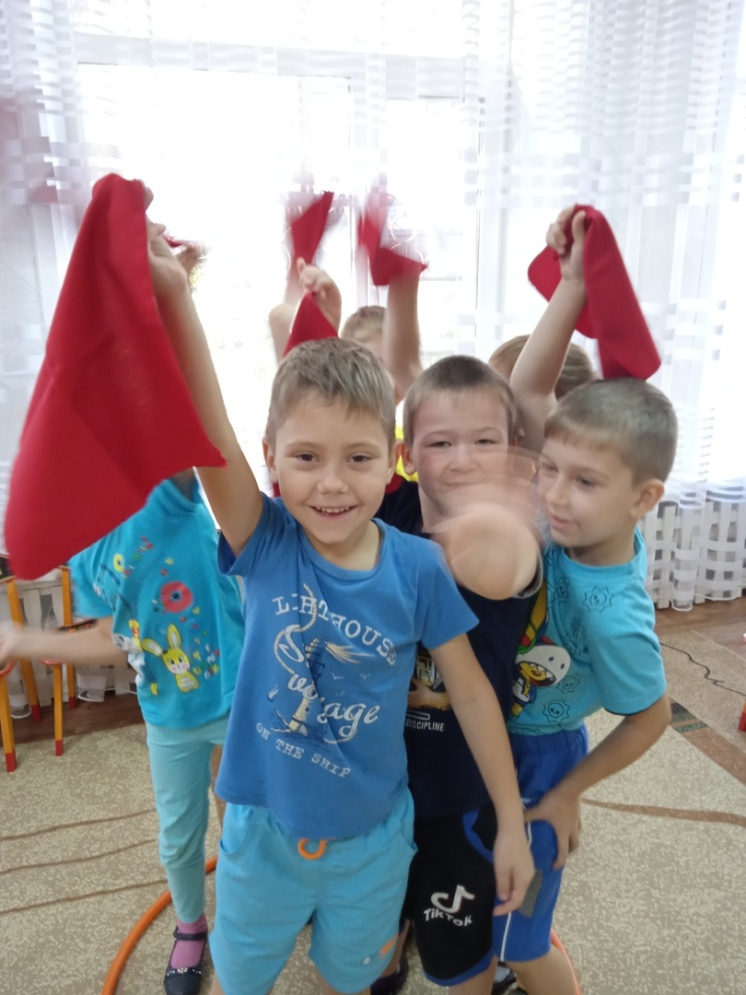 LIGHTHOUSE
voyage
ON THE SHIP
DISCIPLINE
TikTok